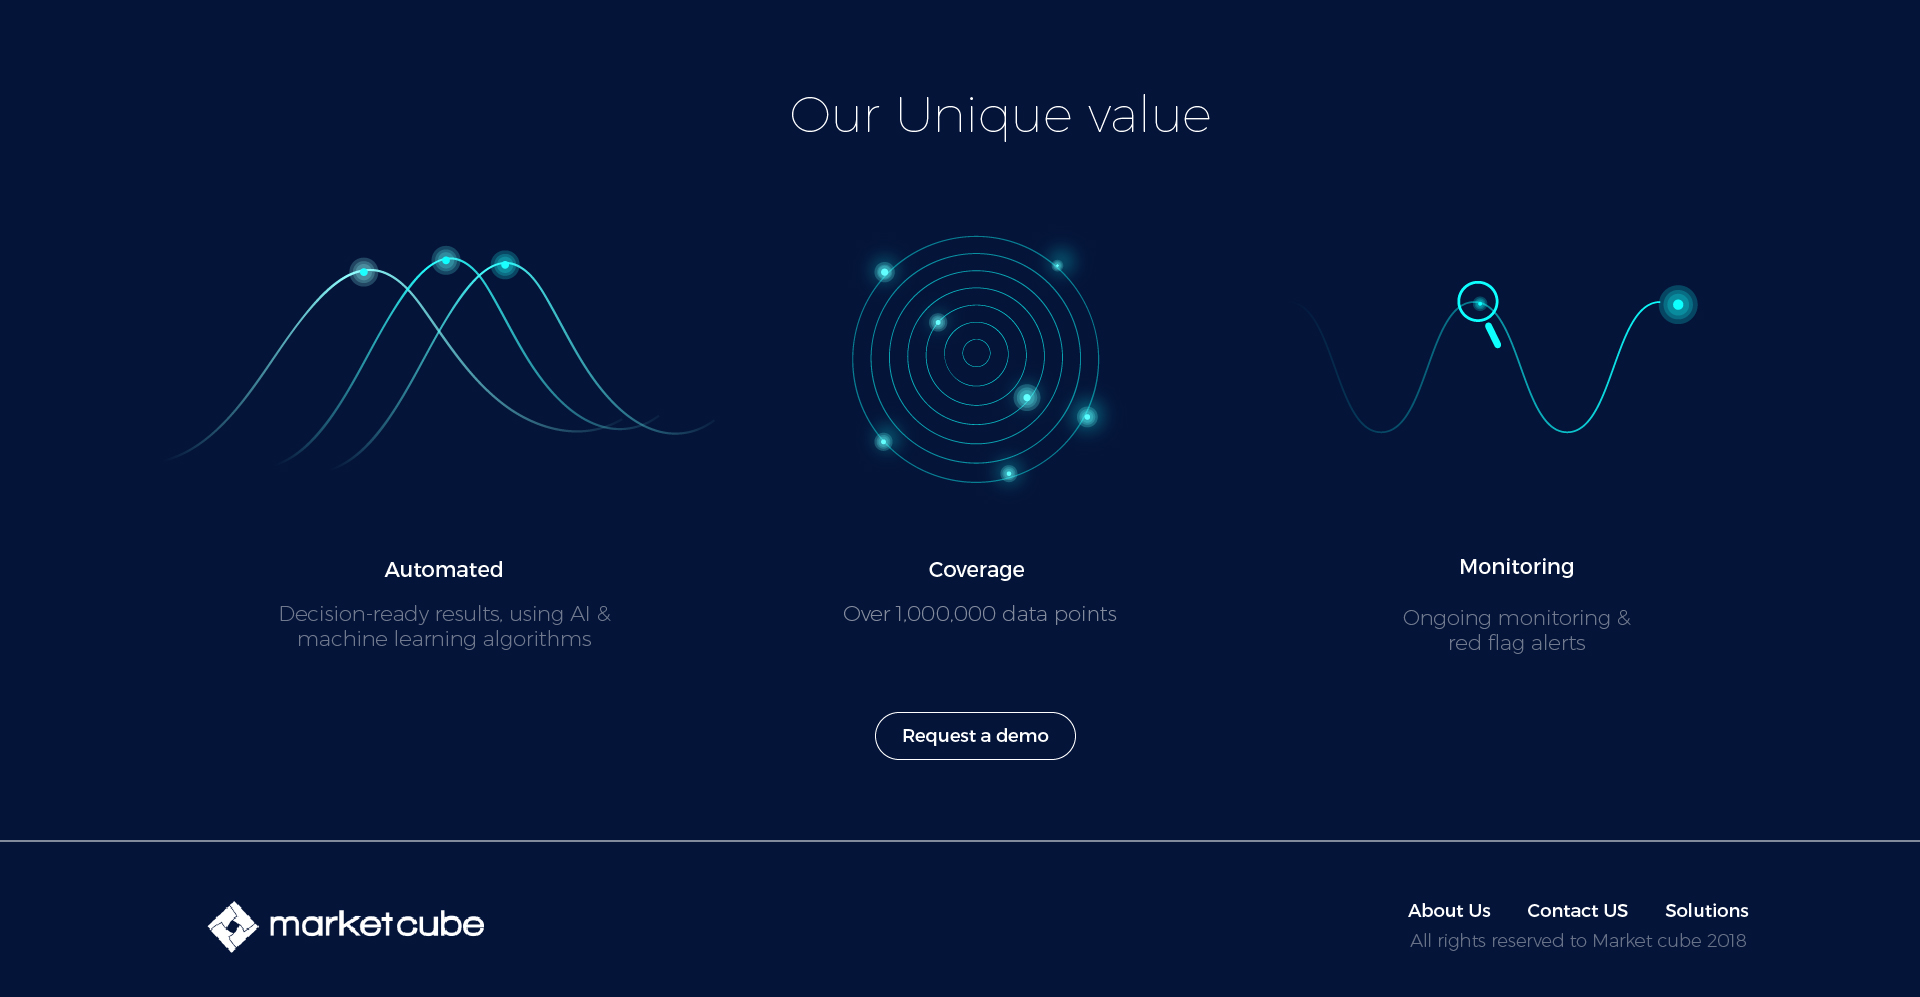 Our Unique value
Automated
Decision-ready results, using AI &
machine learning algorithms
Coverage
Over 1,000,000 data points
Monitoring
Ongoing monitoring &
red flag alerts
Request a demo
market cube
About Us Contact US Solutions
All rights reserved to Market cube 2018